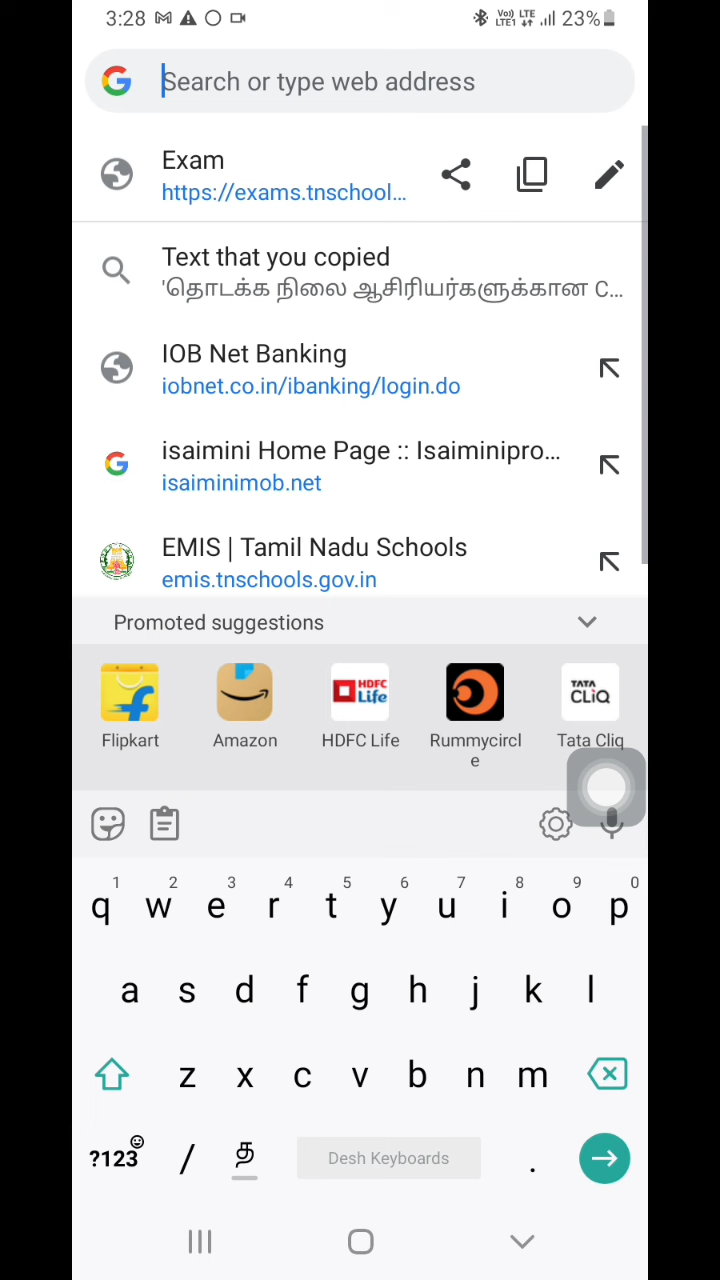 3:28 Vo)) LTE1 LTE 23%
Search or type web address
Exam
https://exams.tnschool...
Text that you copied
'தொடக்க நிலை ஆசிரியர்களுக்கான C...
IOB Net Banking
iobnet.co.in/ibanking/login.do
isaimini Home Page :: Isaiminipro...
isaiminimob.net
EMIS | Tamil Nadu Schools
emis.tnschools.gov.in
Promoted suggestions
HDFC Life TATA CLiQ
Flipkart Amazon HDFC Life Rummycircle Tata Cliq
1 2 3 4 5 6 7 8 9 0
q w e r t y u i o p
a s d f g h j k l
z x c v b n m
?123 / த Desh Keyboards .